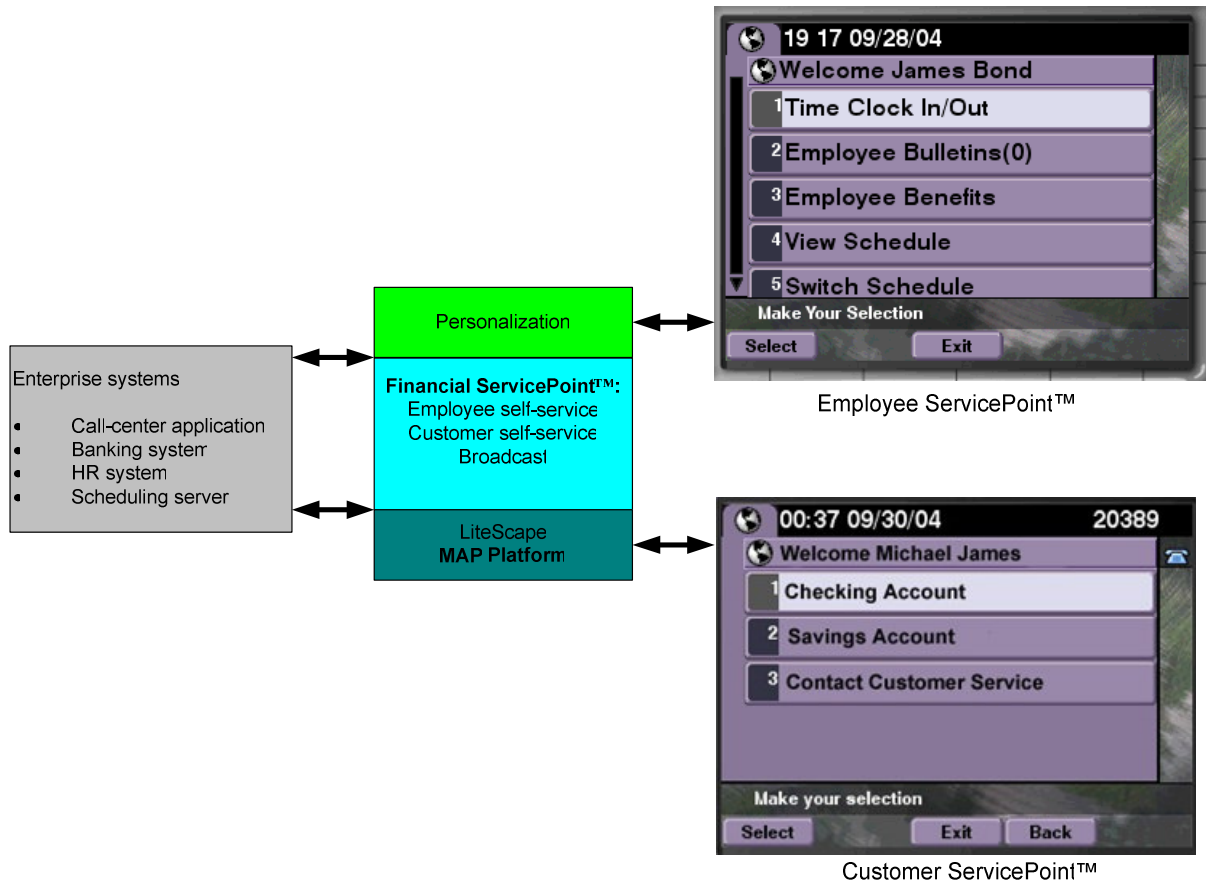 Enterprise systems
• Call-center application
• Banking system
• HR system
• Scheduling server
Personalization
Financial ServicePoint™:
Employee self-service
Customer self-service
Broadcast
LiteScape
MAP Platform
19 17 09/28/04
Welcome James Bond
1 Time Clock In/Out
2 Employee Bulletins(0)
3 Employee Benefits
4 View Schedule
5 Switch Schedule
Make Your Selection
Select Exit
Employee ServicePoint™
00:37 09/30/04 20389
Welcome Michael James
1 Checking Account
2 Savings Account
3 Contact Customer Service
Make your selection
Select Exit Back
Customer ServicePoint™